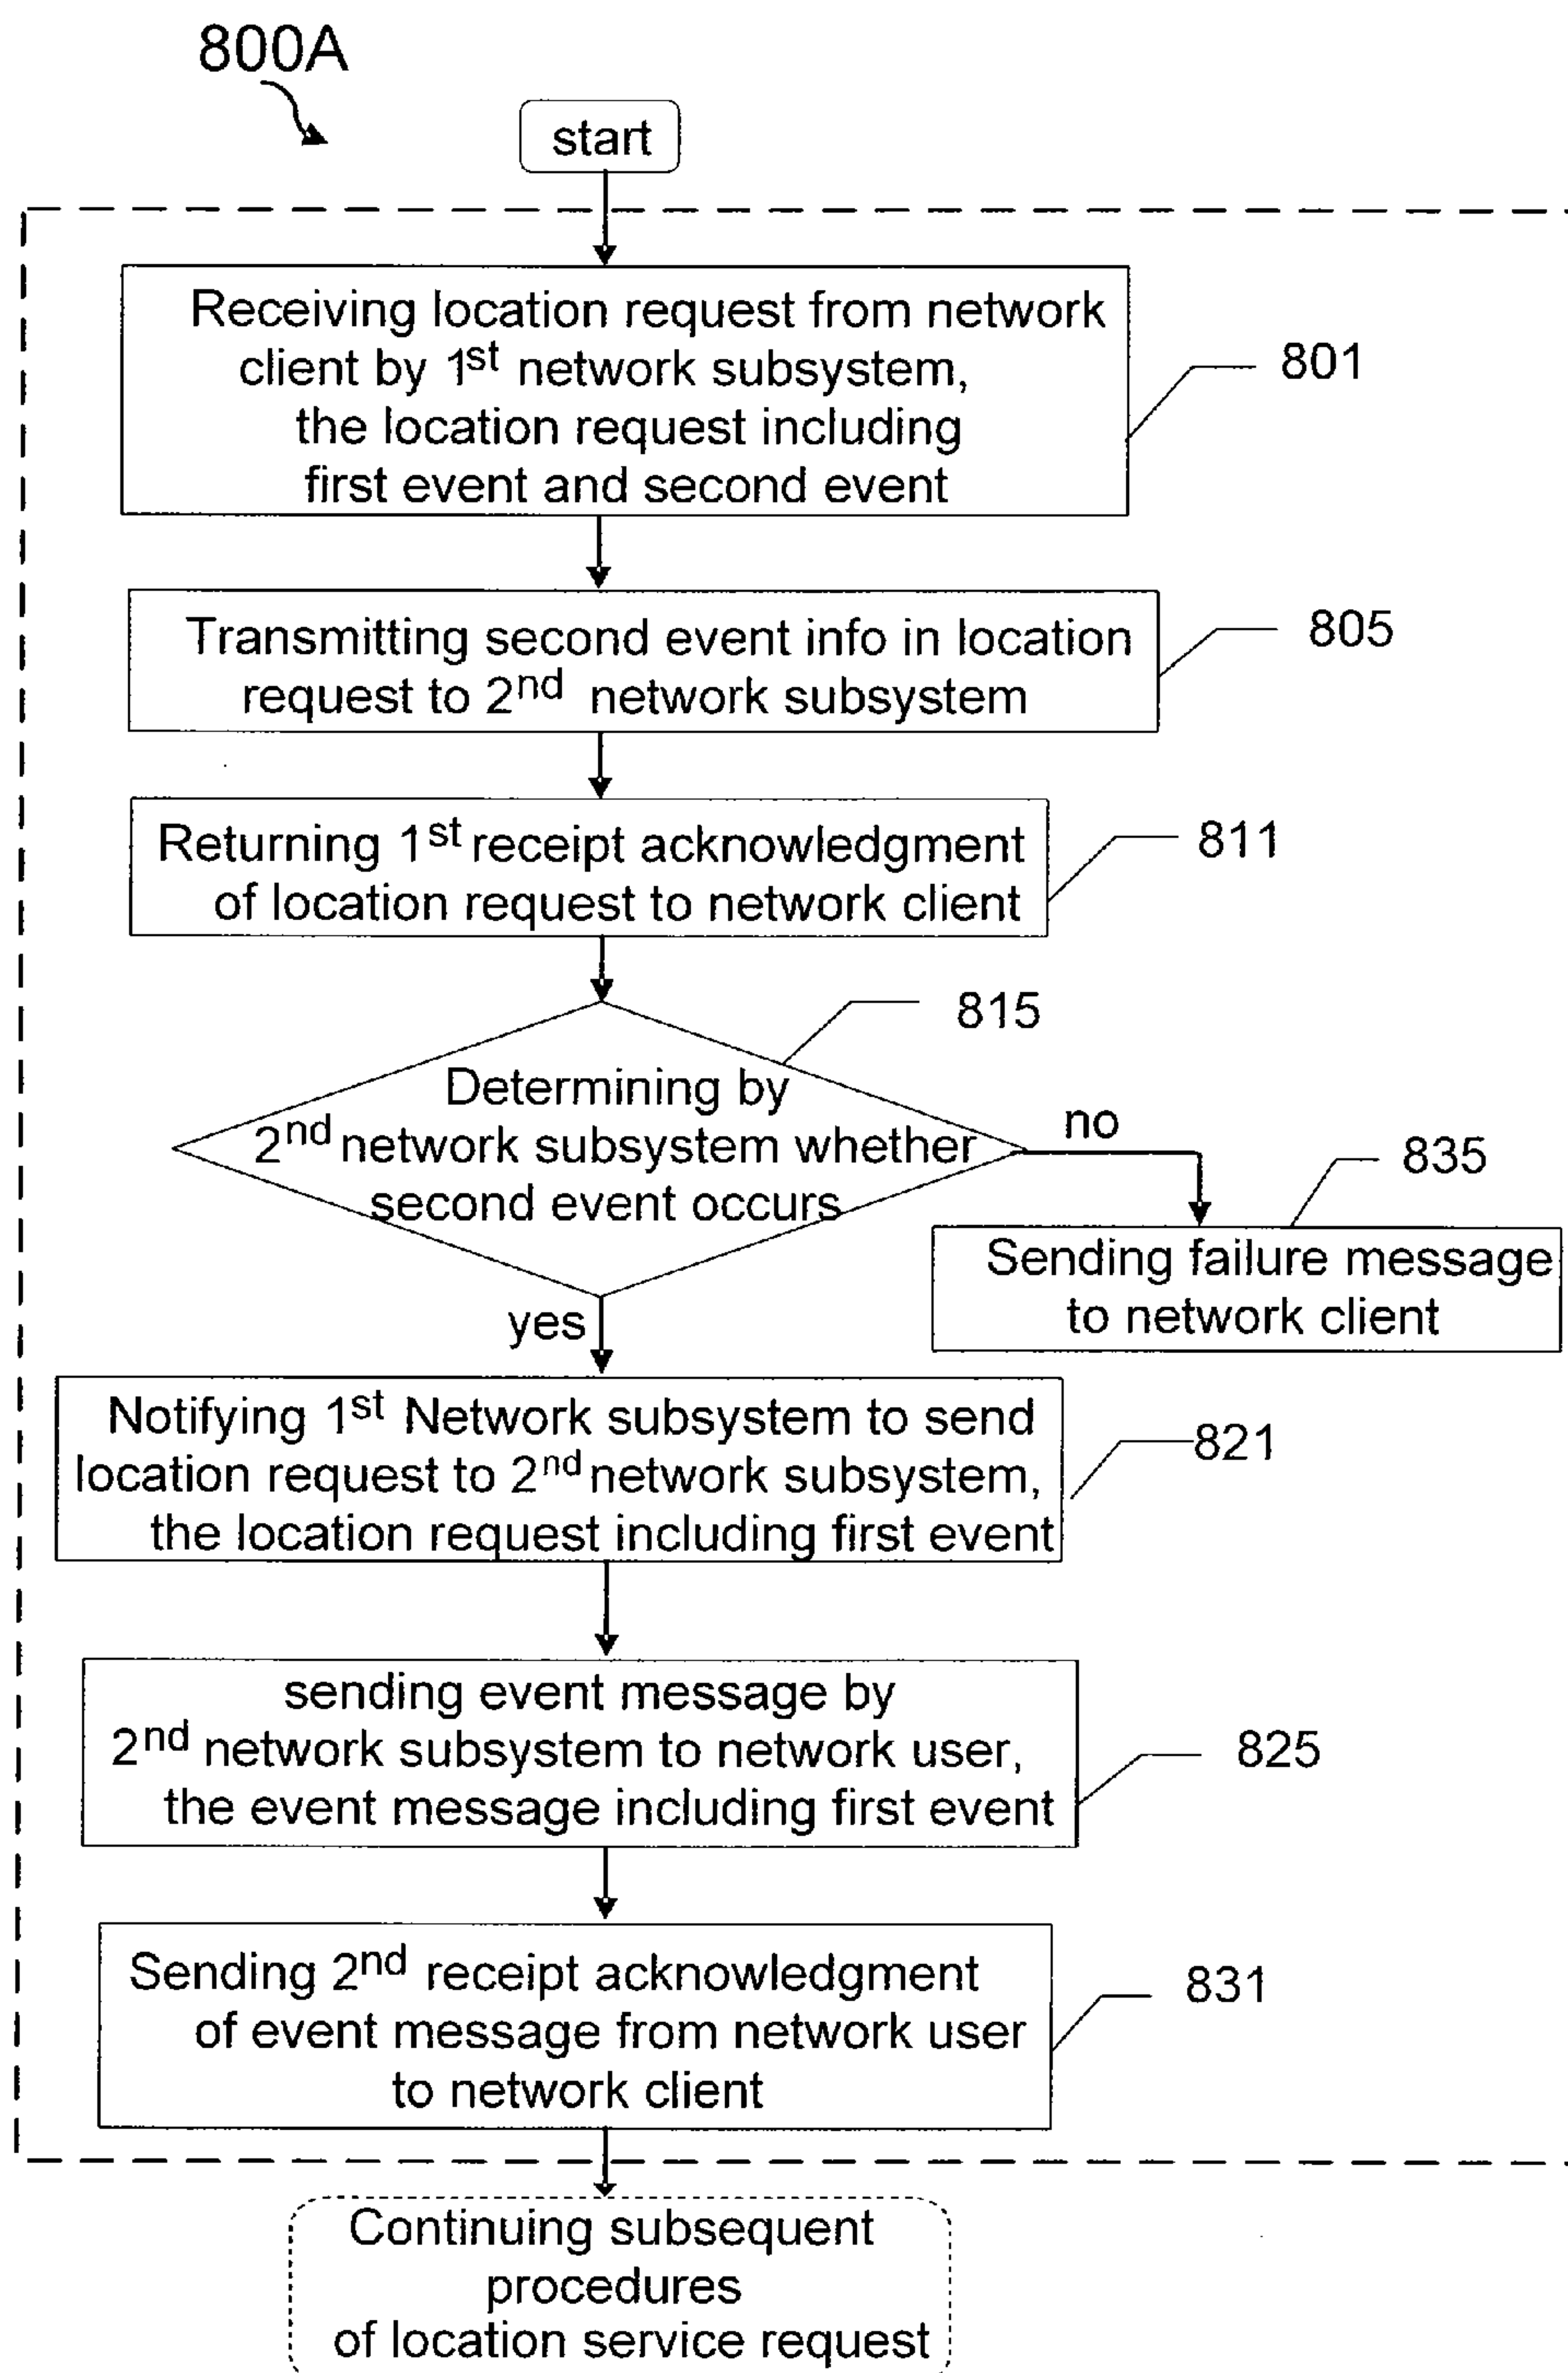 800A
start
Receiving location request from network
client by 1st network subsystem,
the location request including
first event and second event
801
Transmitting second event info in location
request to 2nd network subsystem
805
Returning 1st receipt acknowledgment
of location request to network client
811
815
Determining by
2nd network subsystem whether
second event occurs
no
835
Sending failure message
to network client
yes
Notifying 1st Network subsystem to send
location request to 2nd network subsystem,
the location request including first event
821
sending event message by
2nd network subsystem to network user,
the event message including first event
825
Sending 2nd receipt acknowledgment
of event message from network user
to network client
831
Continuing subsequent
procedures
of location service request